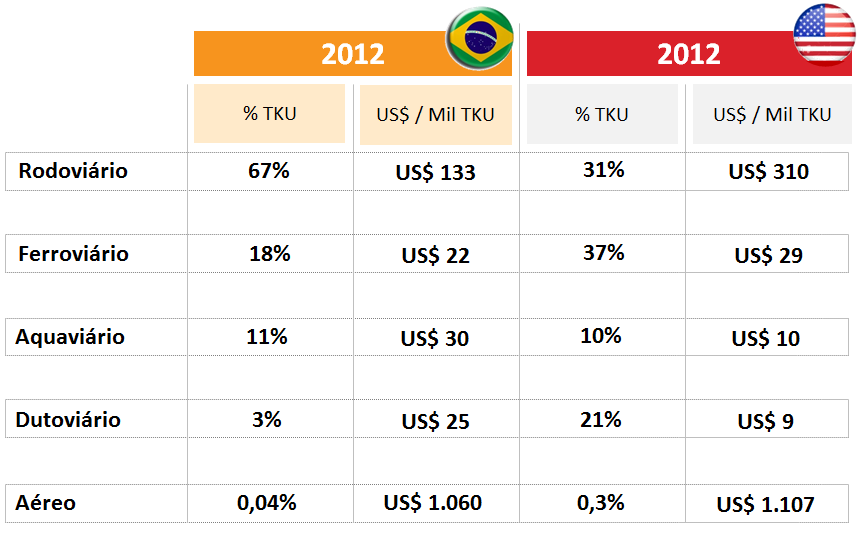 2012 2012
% TKU US$ / Mil TKU % TKU US$ / Mil TKU
Rodoviário 67% US$ 133 31% US$ 310
Ferroviário 18% US$ 22 37% US$ 29
Aquaviário 11% US$ 30 10% US$ 10
Dutoviário 3% US$ 25 21% US$ 9
Aéreo 0,04% US$ 1.060 0,3% US$ 1.107